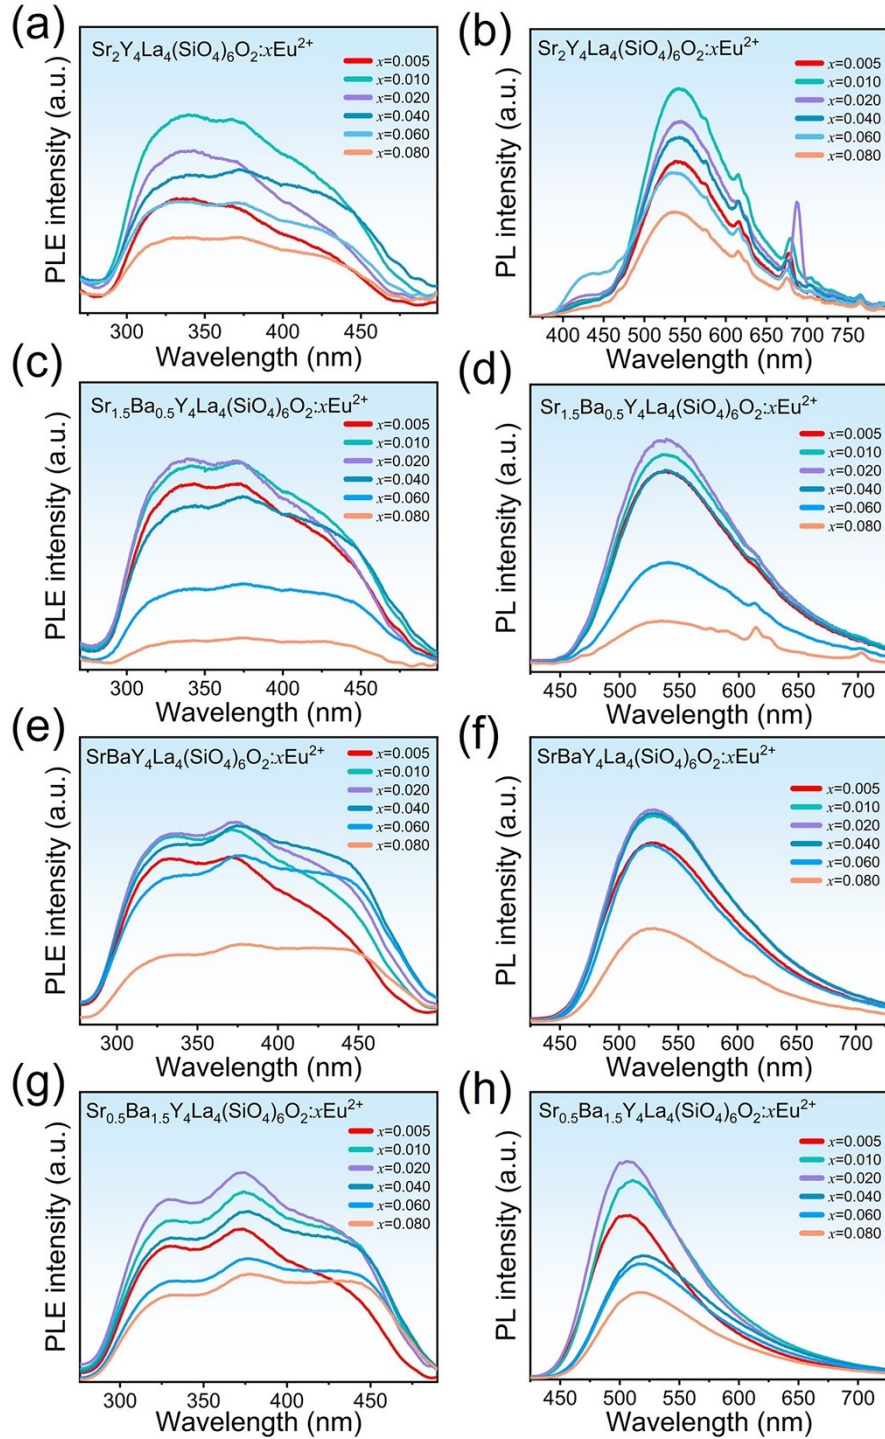 (a)
Sr₂Y₄La₄(SiO₄)₆O₂:xEu²⁺
x=0.005
x=0.010
x=0.020
x=0.040
x=0.060
x=0.080
PLE intensity (a.u.)
300 350 400 450
Wavelength (nm)
(b)
Sr₂Y₄La₄(SiO₄)₆O₂:xEu²⁺
x=0.005
x=0.010
x=0.020
x=0.040
x=0.060
x=0.080
PL intensity (a.u.)
400 450 500 550 600 650 700 750
Wavelength (nm)
(c)
Sr₁.₅Ba₀.₅Y₄La₄(SiO₄)₆O₂:xEu²⁺
x=0.005
x=0.010
x=0.020
x=0.040
x=0.060
x=0.080
PLE intensity (a.u.)
300 350 400 450
Wavelength (nm)
(d)
Sr₁.₅Ba₀.₅Y₄La₄(SiO₄)₆O₂:xEu²⁺
x=0.005
x=0.010
x=0.020
x=0.040
x=0.060
x=0.080
PL intensity (a.u.)
450 500 550 600 650 700
Wavelength (nm)
(e)
SrBaY₄La₄(SiO₄)₆O₂:xEu²⁺
x=0.005
x=0.010
x=0.020
x=0.040
x=0.060
x=0.080
PLE intensity (a.u.)
300 350 400 450
Wavelength (nm)
(f)
SrBaY₄La₄(SiO₄)₆O₂:xEu²⁺
x=0.005
x=0.010
x=0.020
x=0.040
x=0.060
x=0.080
PL intensity (a.u.)
450 500 550 600 650 700
Wavelength (nm)
(g)
Sr₀.₅Ba₁.₅Y₄La₄(SiO₄)₆O₂:xEu²⁺
x=0.005
x=0.010
x=0.020
x=0.040
x=0.060
x=0.080
PLE intensity (a.u.)
300 350 400 450
Wavelength (nm)
(h)
Sr₀.₅Ba₁.₅Y₄La₄(SiO₄)₆O₂:xEu²⁺
x=0.005
x=0.010
x=0.020
x=0.040
x=0.060
x=0.080
PL intensity (a.u.)
450 500 550 600 650 700
Wavelength (nm)